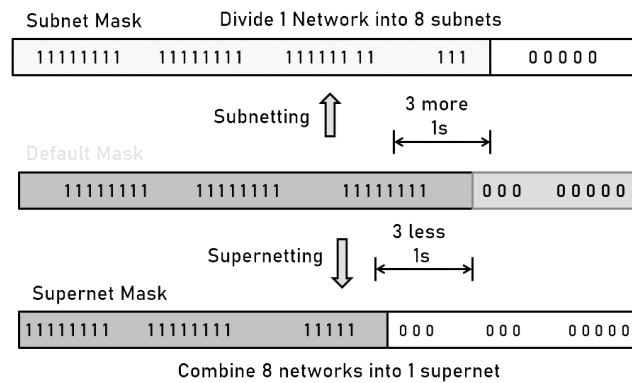 Subnet Mask Divide 1 Network into 8 subnets
11111111 11111111 111111 11 111 00000
Subnetting 3 more
1s
Default Mask
11111111 11111111 11111111 000 00000
Supernetting 3 less
1s
Supernet Mask
11111111 11111111 11111 000 000 00000
Combine 8 networks into 1 supernet